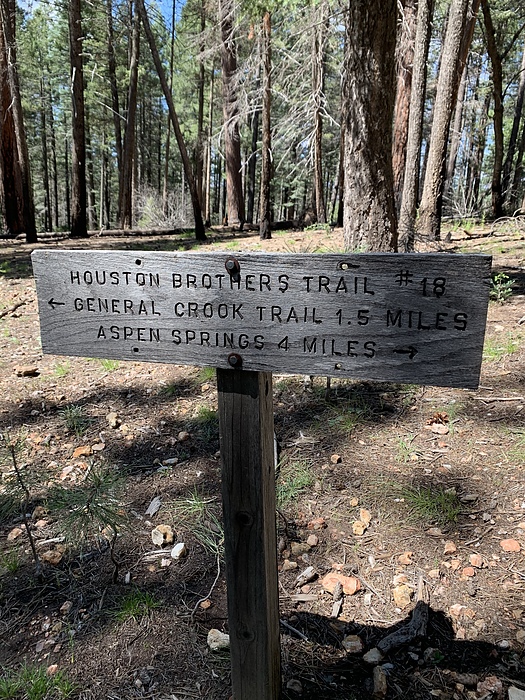 HOUSTON BROTHERS TRAIL #18
← GENERAL CROOK TRAIL 1.5 MILES
ASPEN SPRINGS 4 MILES →